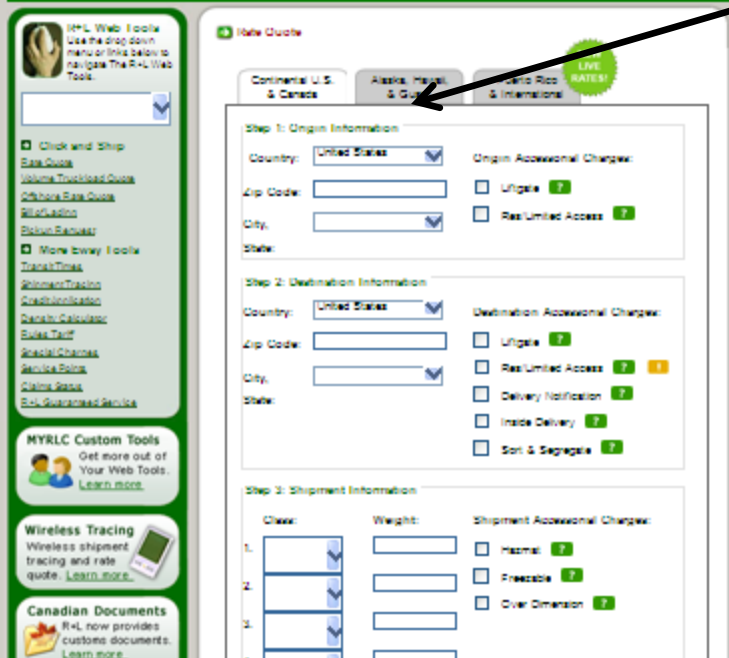 R+L Web Tools
Use the drop down
menu or links below to
navigate The R+L Web
Tools.
Click and Ship
Rate Quote
Volume Truckload Quote
Offshore Rate Quote
Bill of Lading
Pickup Request
More Eway Tools
Transit Times
Shipment Tracing
Credit Application
Density Calculator
Rules Tariff
Special Charges
Service Points
Claims Status
R+L Guaranteed Service
MYRLC Custom Tools
Get more out of
Your Web Tools.
Learn more.
Wireless Tracing
Wireless shipment
tracing and rate
quote. Learn more.
Canadian Documents
R+L now provides
customs documents.
Learn more
Rate Quote
Continental U.S.
& Canada
Alaska, Hawaii,
&
Rico
& International
LIVE
RATES!
Step 1: Origin Information
Country: United States
Zip Code:
City,
State:
Origin Accessorial Charges:
Liftgate ?
Res/Limited Access ?
Step 2: Destination Information
Country: United States
Zip Code:
City,
State:
Destination Accessorial Charges:
Liftgate ?
Res/Limited Access ? !
Delivery Notification ?
Inside Delivery ?
Sort & Segregate ?
Step 3: Shipment Information
Class: Weight:
1.
2.
3.
Shipment Accessorial Charges:
Hazmat ?
Freezable ?
Over Dimension ?